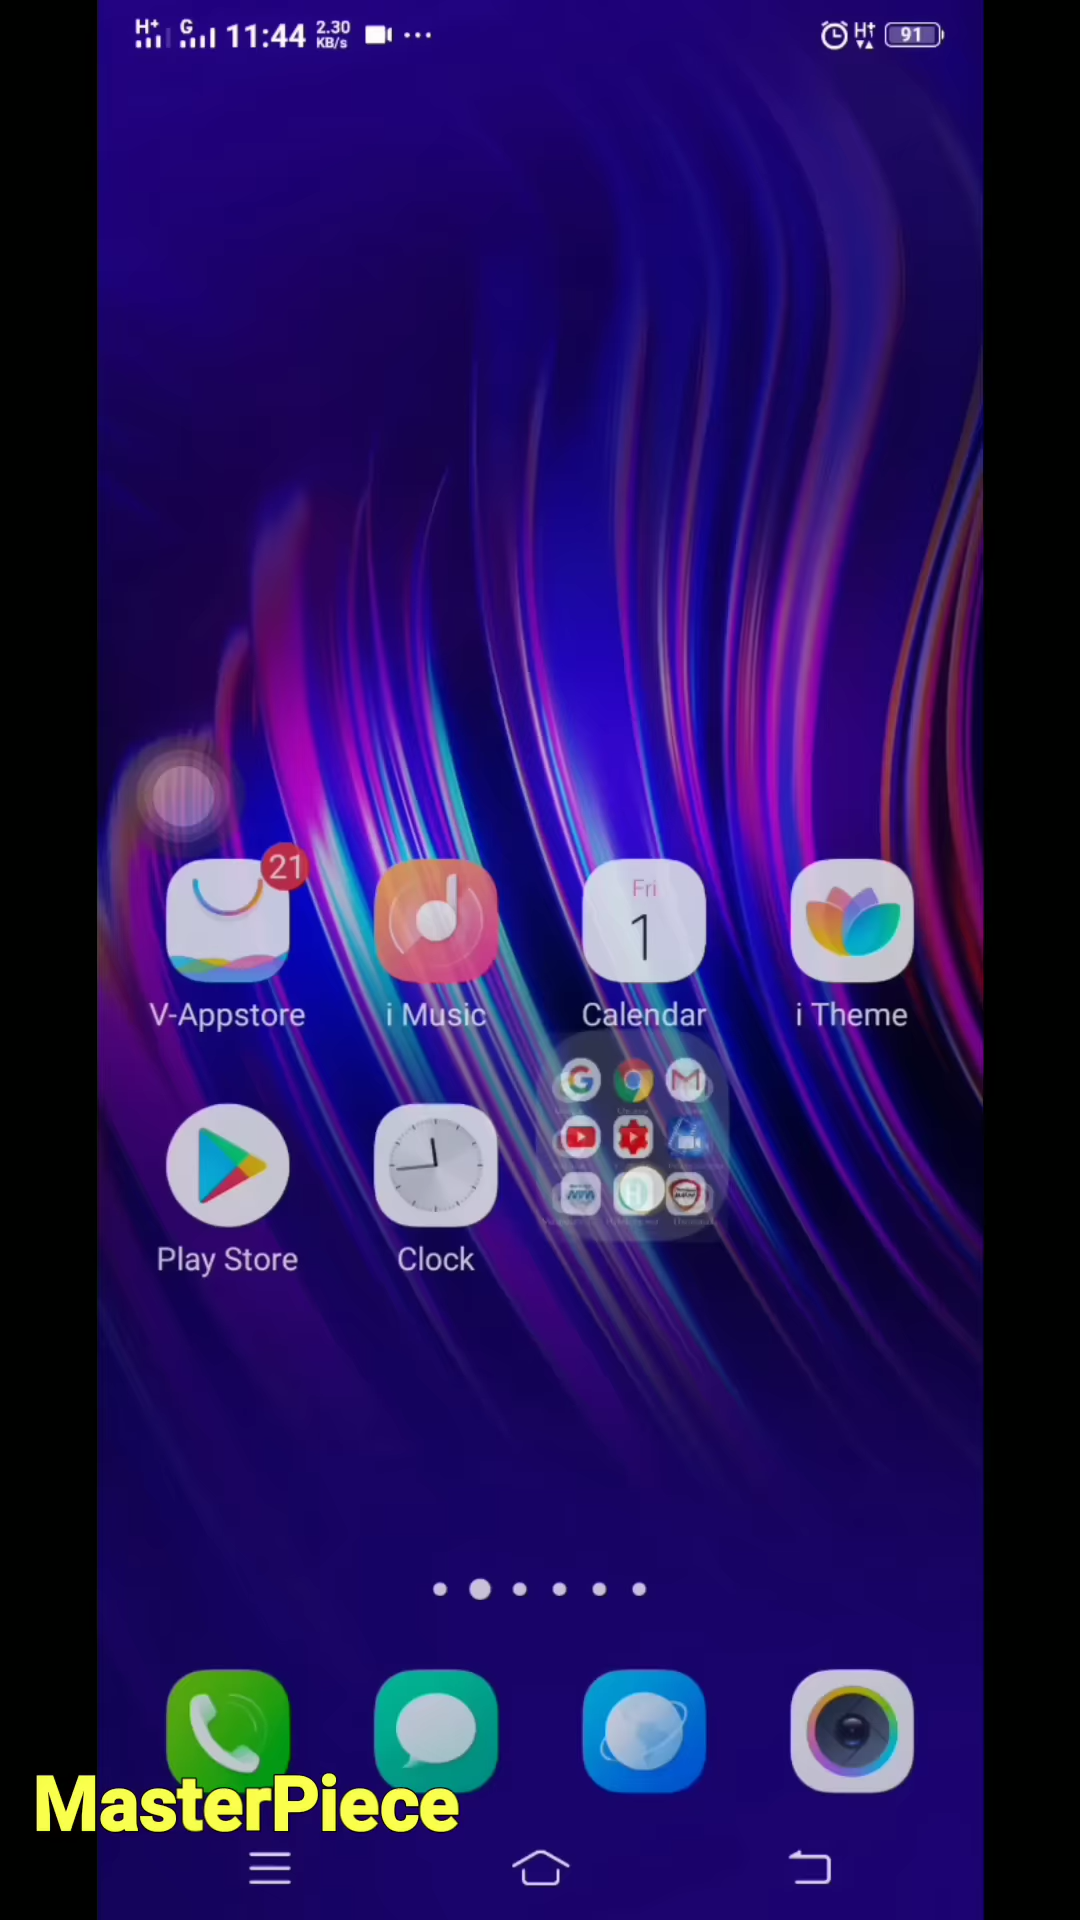 H+ G 11:44 2.30 KB/s H+ 91
21
Fri
1
V-Appstore i Music Calendar i Theme
Play Store Clock
MasterPiece